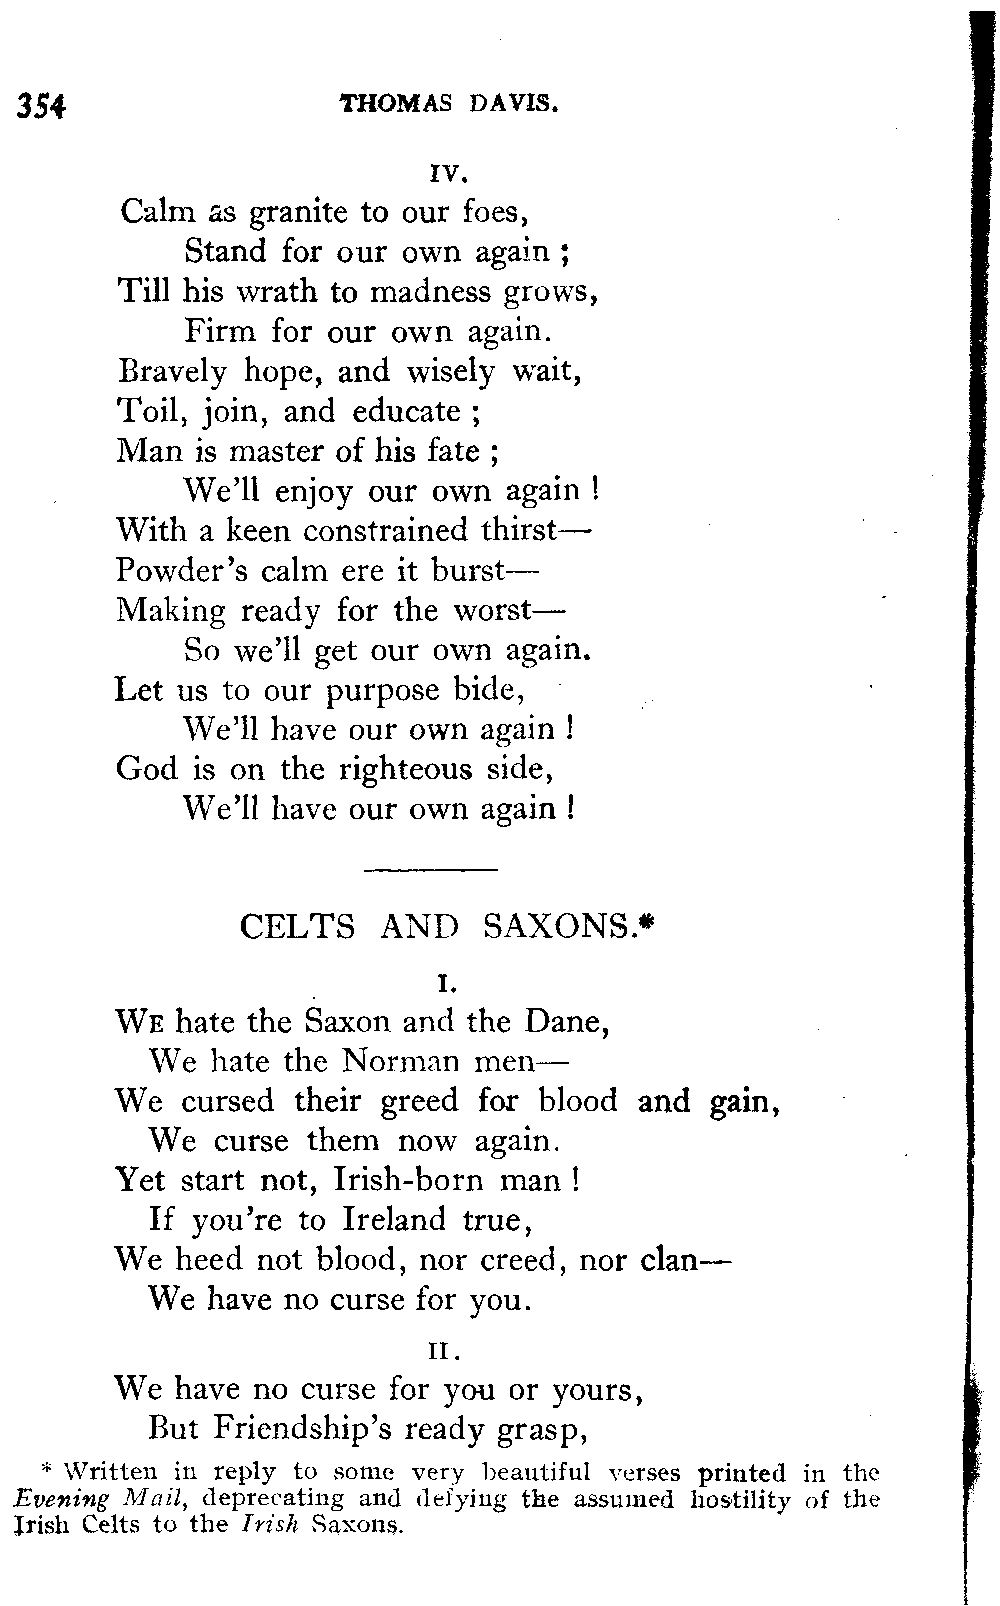 354 THOMAS DAVIS.
IV.
Calm as granite to our foes,
Stand for our own again ;
Till his wrath to madness grows,
Firm for our own again.
Bravely hope, and wisely wait,
Toil, join, and educate ;
Man is master of his fate ;
We'll enjoy our own again !
With a keen constrained thirst—
Powder's calm ere it burst—
Making ready for the worst—
So we'll get our own again.
Let us to our purpose bide,
We'll have our own again !
God is on the righteous side,
We'll have our own again !
CELTS AND SAXONS.*
I.
WE hate the Saxon and the Dane,
We hate the Norman men—
We cursed their greed for blood and gain,
We curse them now again.
Yet start not, Irish-born man !
If you're to Ireland true,
We heed not blood, nor creed, nor clan—
We have no curse for you.
II.
We have no curse for you or yours,
But Friendship's ready grasp,
* Written in reply to some very beautiful verses printed in the
Evening Mail, deprecating and defying the assumed hostility of the
Irish Celts to the Irish Saxons.